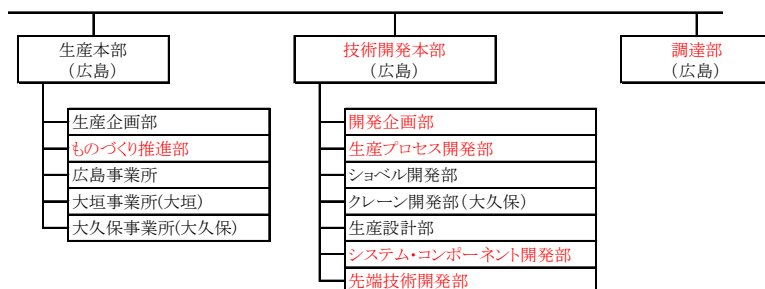 生産本部
（広島）
技術開発本部
（広島）
調達部
（広島）
生産企画部
ものづくり推進部
広島事業所
大垣事業所(大垣)
大久保事業所(大久保)
開発企画部
生産プロセス開発部
ショベル開発部
クレーン開発部（大久保）
生産設計部
システム・コンポーネント開発部
先端技術開発部